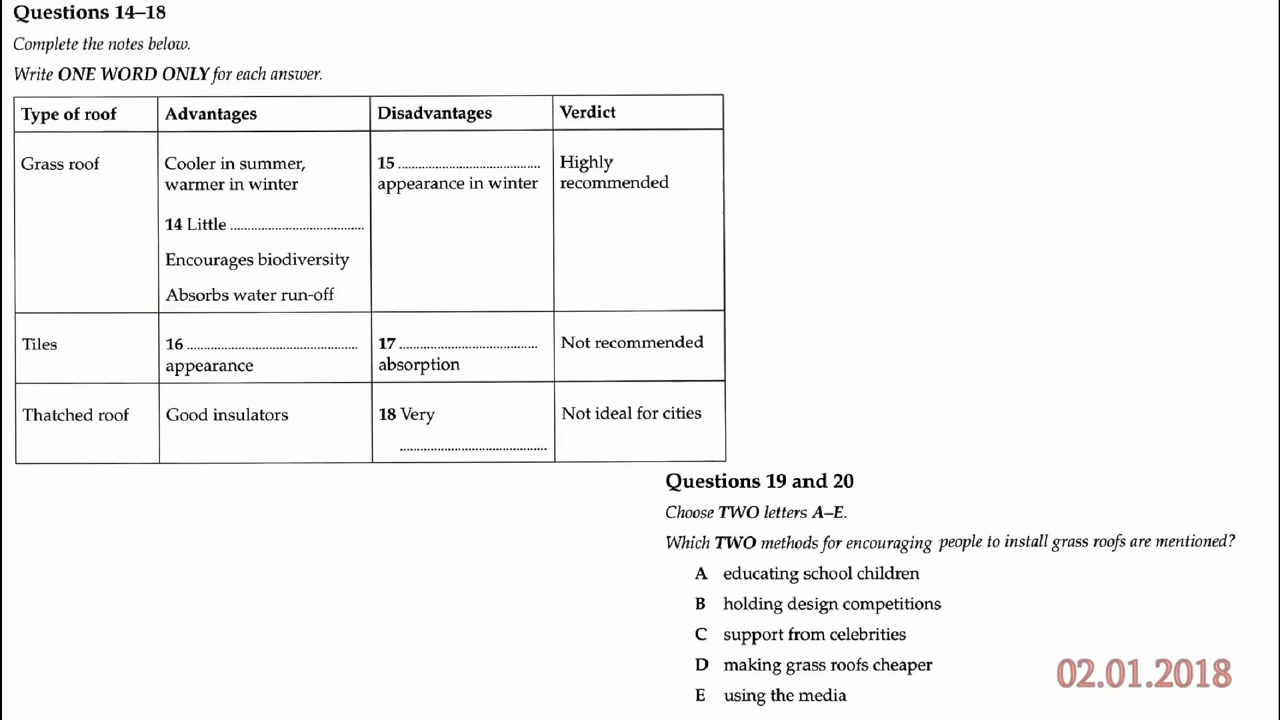 Questions 14–18
Complete the notes below.
Write ONE WORD ONLY for each answer.
Type of roof Advantages Disadvantages Verdict
Grass roof
Cooler in summer,
warmer in winter
14 Little ....................
Encourages biodiversity
Absorbs water run-off
15 ....................
appearance in winter
Highly
recommended
Tiles
16 ....................
appearance
17 ....................
absorption
Not recommended
Thatched roof
Good insulators
18 Very
....................
Not ideal for cities
Questions 19 and 20
Choose TWO letters A–E.
Which TWO methods for encouraging people to install grass roofs are mentioned?
A educating school children
B holding design competitions
C support from celebrities
D making grass roofs cheaper
E using the media
02.01.2018